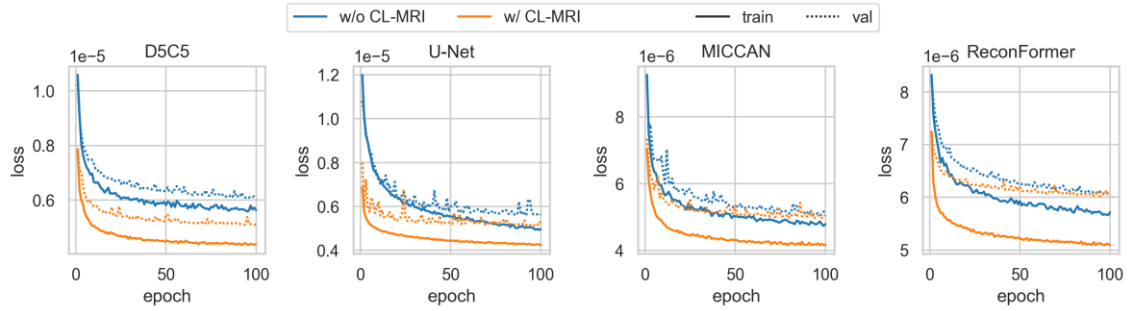 w/o CL-MRI w/ CL-MRI train val
D5C5 U-Net MICCAN ReconFormer
1e−5 1e−5 1e−6 1e−6
1.0 0.8 0.6
loss
0 50 100
epoch
1.2 1.0 0.8 0.6 0.4
loss
0 50 100
epoch
8 6 4
loss
0 50 100
epoch
8 7 6 5
loss
0 50 100
epoch